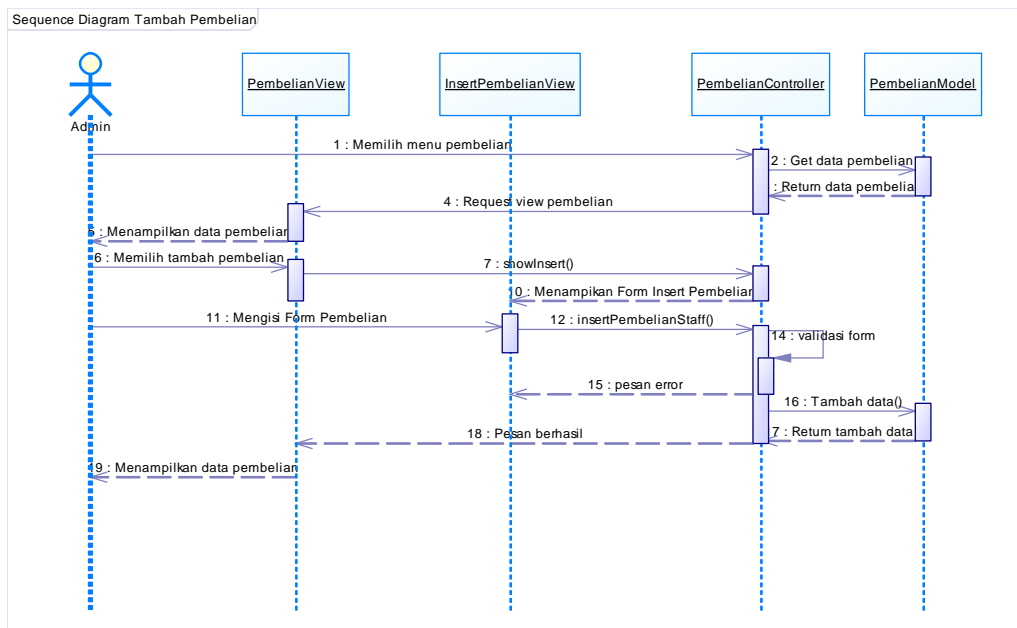 Sequence Diagram Tambah Pembelian
PembelianView
InsertPembelianView
PembelianController
PembelianModel
Admin
1 : Memilih menu pembelian
2 : Get data pembelian
: Return data pembelia
4 : Request view pembelian
5 : Menampilkan data pembelian
6 : Memilih tambah pembelian
7 : showInsert()
10 : Menampikan Form Insert Pembelian
11 : Mengisi Form Pembelian
12 : insertPembelianStaff()
14 : validasi form
15 : pesan error
16 : Tambah data()
7 : Return tambah data
18 : Pesan berhasil
9 : Menampilkan data pembelian